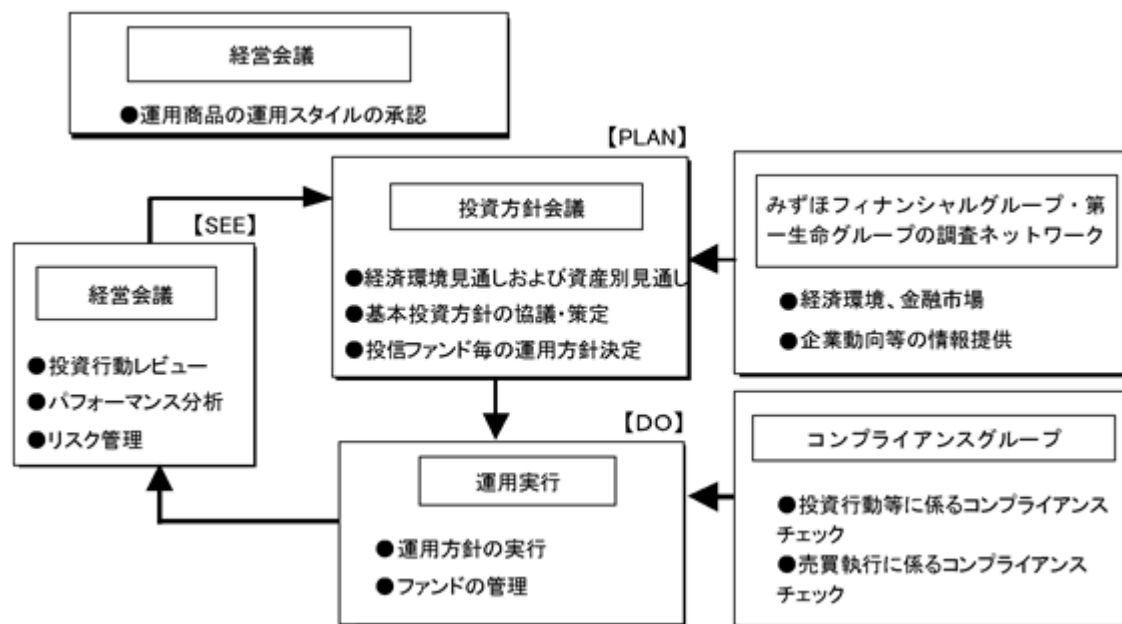 経営会議
●運用商品の運用スタイルの承認
【PLAN】
投資方針会議
●経済環境見通しおよび資産別見通し
●基本投資方針の協議・策定
●投信ファンド毎の運用方針決定
みずほフィナンシャルグループ・第
一生命グループの調査ネットワーク
●経済環境、金融市場
●企業動向等の情報提供
【SEE】
経営会議
●投資行動レビュー
●パフォーマンス分析
●リスク管理
【DO】
運用実行
●運用方針の実行
●ファンドの管理
コンプライアンスグループ
●投資行動等に係るコンプライアンス
チェック
●売買執行に係るコンプライアンス
チェック